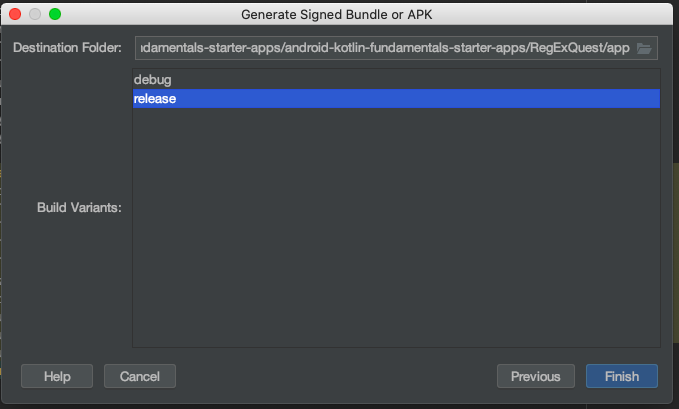 Generate Signed Bundle or APK
Destination Folder: ıdamentals-starter-apps/android-kotlin-fundamentals-starter-apps/RegExQuest/app
debug
release
Build Variants:
Help Cancel Previous Finish